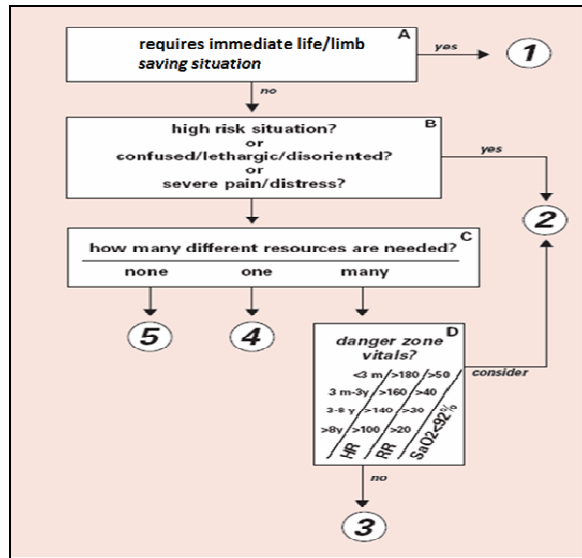 A
requires immediate life/limb
saving situation
yes
1
no
B
high risk situation?
or
confused/lethargic/disoriented?
or
severe pain/distress?
yes
2
C
how many different resources are needed?
none one many
5
4
D
danger zone
vitals?
<3 m/>180/>50
3 m-3y/>160/>40
3-8 y/>140/>30
>8y/>100/>20
HR RR SaO2<92%
consider
no
3